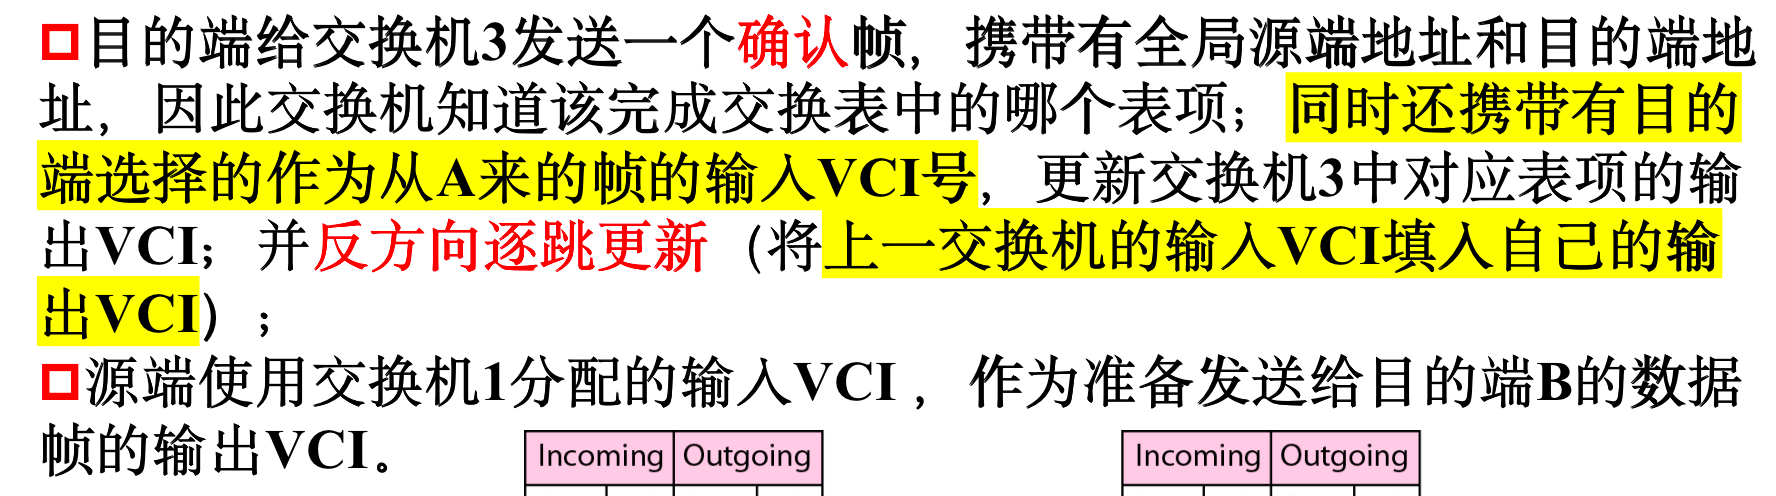 目的端给交换机3发送一个确认帧，携带有全局源端地址和目的端地
址，因此交换机知道该完成交换表中的哪个表项；同时还携带有目的
端选择的作为从A来的帧的输入VCI号，更新交换机3中对应表项的输
出VCI；并反方向逐跳更新（将上一交换机的输入VCI填入自己的输
出VCI）；
源端使用交换机1分配的输入VCI ，作为准备发送给目的端B的数据
帧的输出VCI。
Incoming Outgoing Incoming Outgoing